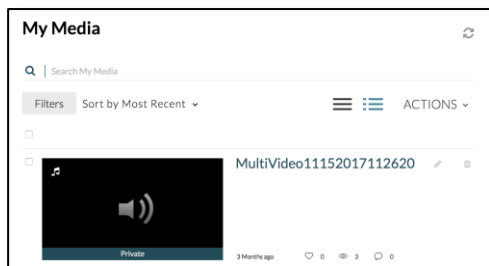 My Media
Search My Media
Filters Sort by Most Recent ACTIONS
MultiVideo11152017112620
Private
3 Months ago 0 3 0